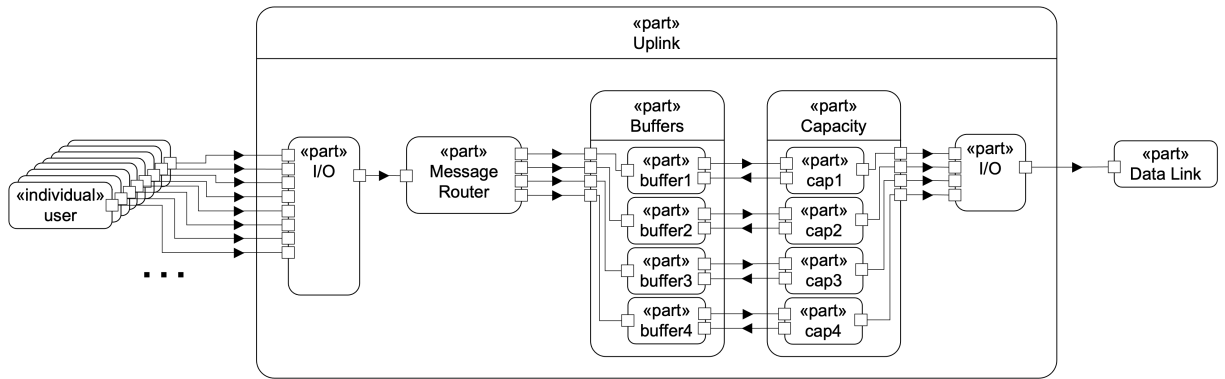 «part»
Uplink
«individual»
user
...
«part»
I/O
«part»
Message
Router
«part»
Buffers
«part»
buffer1
«part»
buffer2
«part»
buffer3
«part»
buffer4
«part»
Capacity
«part»
cap1
«part»
cap2
«part»
cap3
«part»
cap4
«part»
I/O
«part»
Data Link